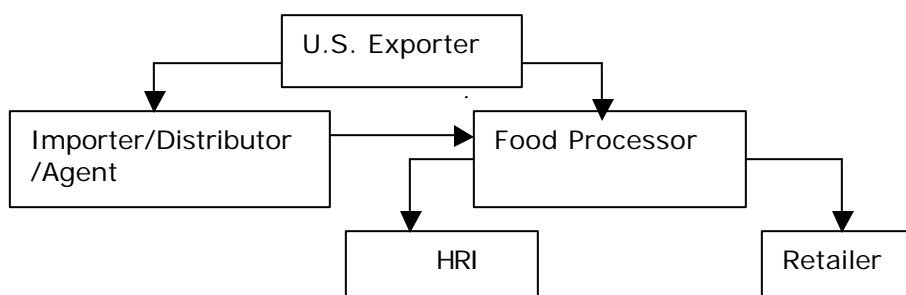 U.S. Exporter
Importer/Distributor
/Agent
Food Processor
HRI
Retailer